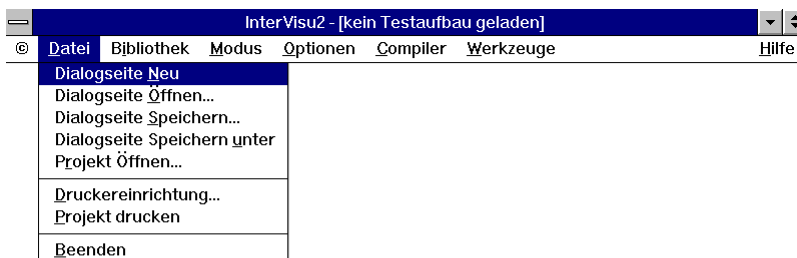 InterVisu2 - [kein Testaufbau geladen]
© Datei Bibliothek Modus Optionen Compiler Werkzeuge Hilfe
Dialogseite Neu
Dialogseite Öffnen...
Dialogseite Speichern...
Dialogseite Speichern unter
Projekt Öffnen...
Druckereinrichtung...
Projekt drucken
Beenden